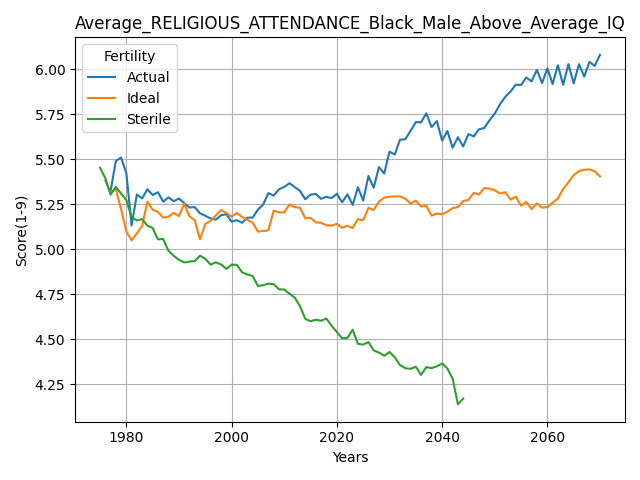 Average_RELIGIOUS_ATTENDANCE_Black_Male_Above_Average_IQ
Fertility
Actual
Ideal
Sterile
Score(1-9)
6.00
5.75
5.50
5.25
5.00
4.75
4.50
4.25
1980 2000 2020 2040 2060
Years